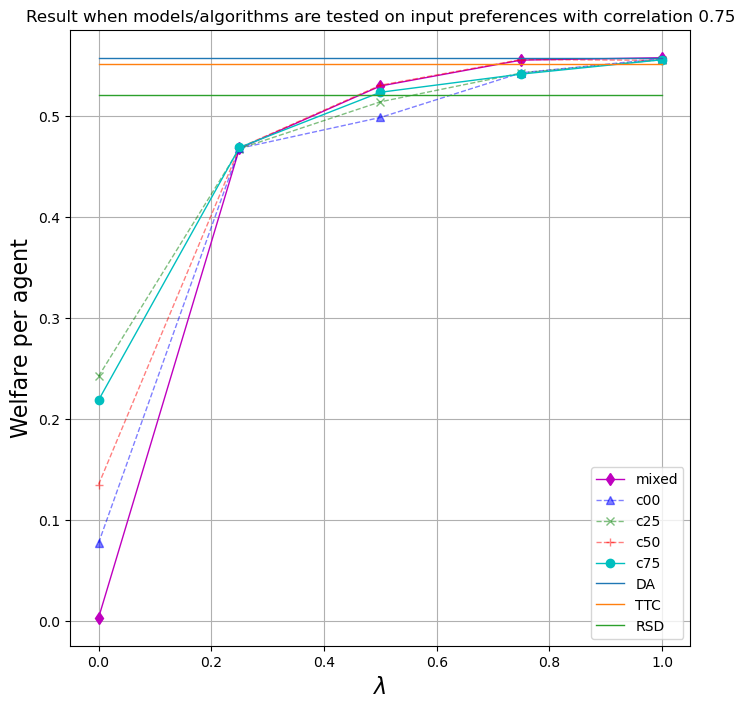 Result when models/algorithms are tested on input preferences with correlation 0.75
Welfare per agent
0.5
0.4
0.3
0.2
0.1
0.0
0.0 0.2 0.4 0.6 0.8 1.0
λ
mixed
c00
c25
c50
c75
DA
TTC
RSD